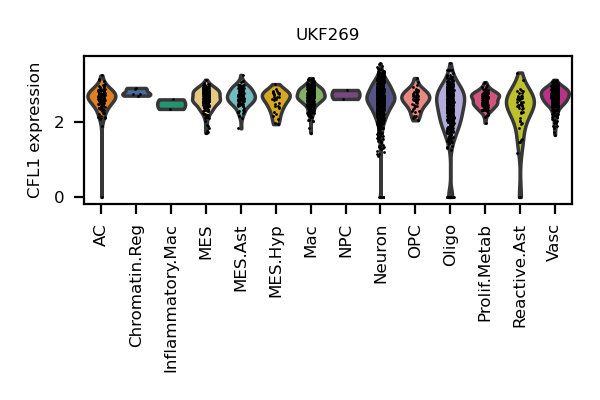 UKF269
CFL1 expression
2
0
AC
Chromatin.Reg
Inflammatory.Mac
MES
MES.Ast
MES.Hyp
Mac
NPC
Neuron
OPC
Oligo
Prolif.Metab
Reactive.Ast
Vasc